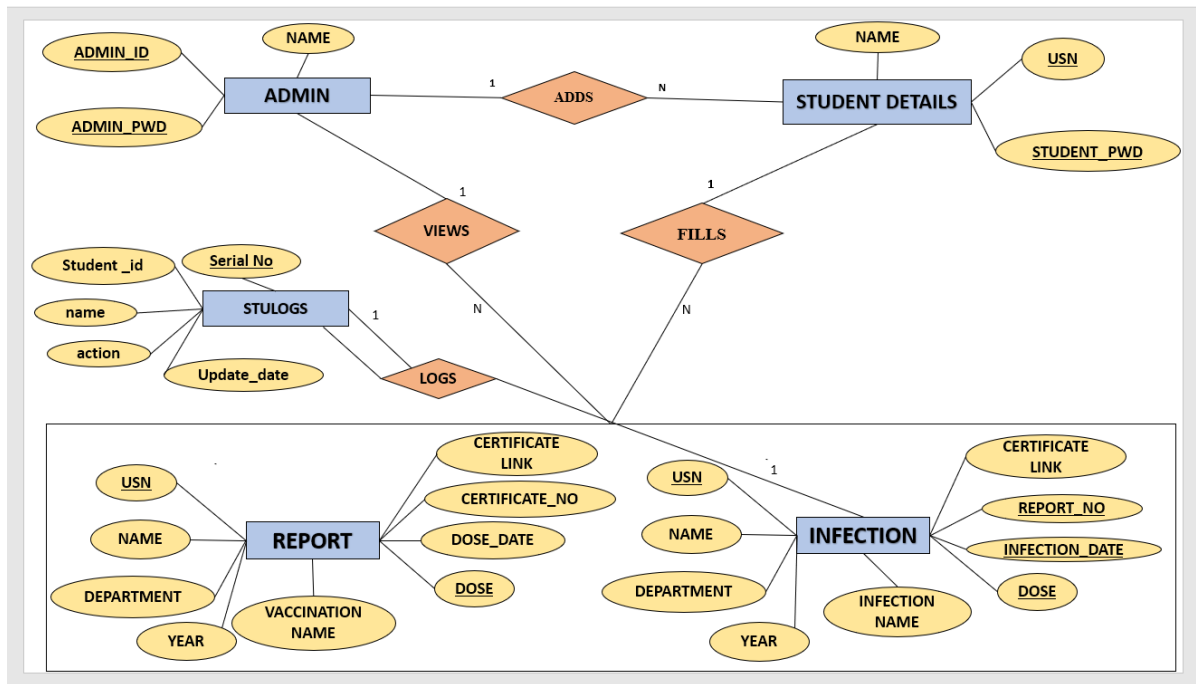 NAME
ADMIN_ID
ADMIN
ADMIN_PWD
1
ADDS
N
NAME
USN
STUDENT DETAILS
STUDENT_PWD
1
VIEWS
N
1
FILLS
N
Student _id
Serial No
name
STULOGS
action
Update_date
1
LOGS
1
CERTIFICATE
LINK
USN
CERTIFICATE_NO
NAME
REPORT
DOSE_DATE
DEPARTMENT
DOSE
VACCINATION
NAME
YEAR
CERTIFICATE
LINK
USN
REPORT_NO
NAME
INFECTION
INFECTION_DATE
DEPARTMENT
DOSE
INFECTION
NAME
YEAR